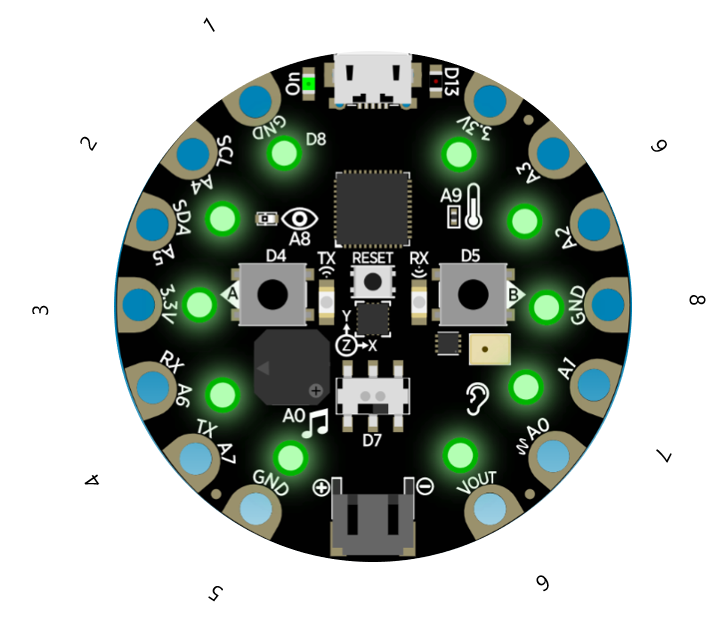 1
On
D13
GND
D8
3.3V
2
SCL
A4
A9
A3
9
SDA
A5
A8
A2
D4
TX
RESET
RX
D5
3
3.3V
A
B
GND
8
Y
Z
X
RX
A6
A1
A0
TX
A7
D7
A0
7
4
GND
+
−
VOUT
5
6